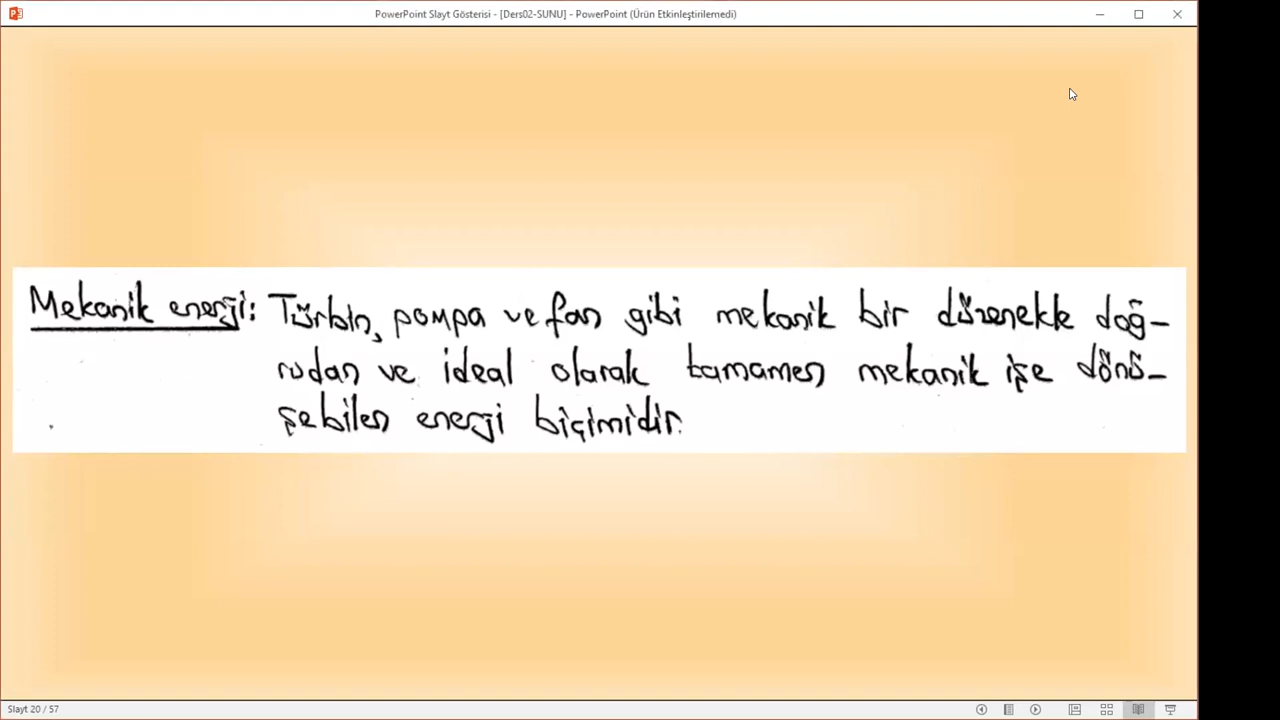 PowerPoint Slayt Gösterisi - [Ders02-SUNU] - PowerPoint (Ürün Etkinleştirilemedi)
Mekanik enerji: Türbin, pompa ve fan gibi mekanik bir düzenekle doğ-
rudan ve ideal olarak tamamen mekanik işe dönü-
şebilen enerji biçimidir.
Slayt 20 / 57